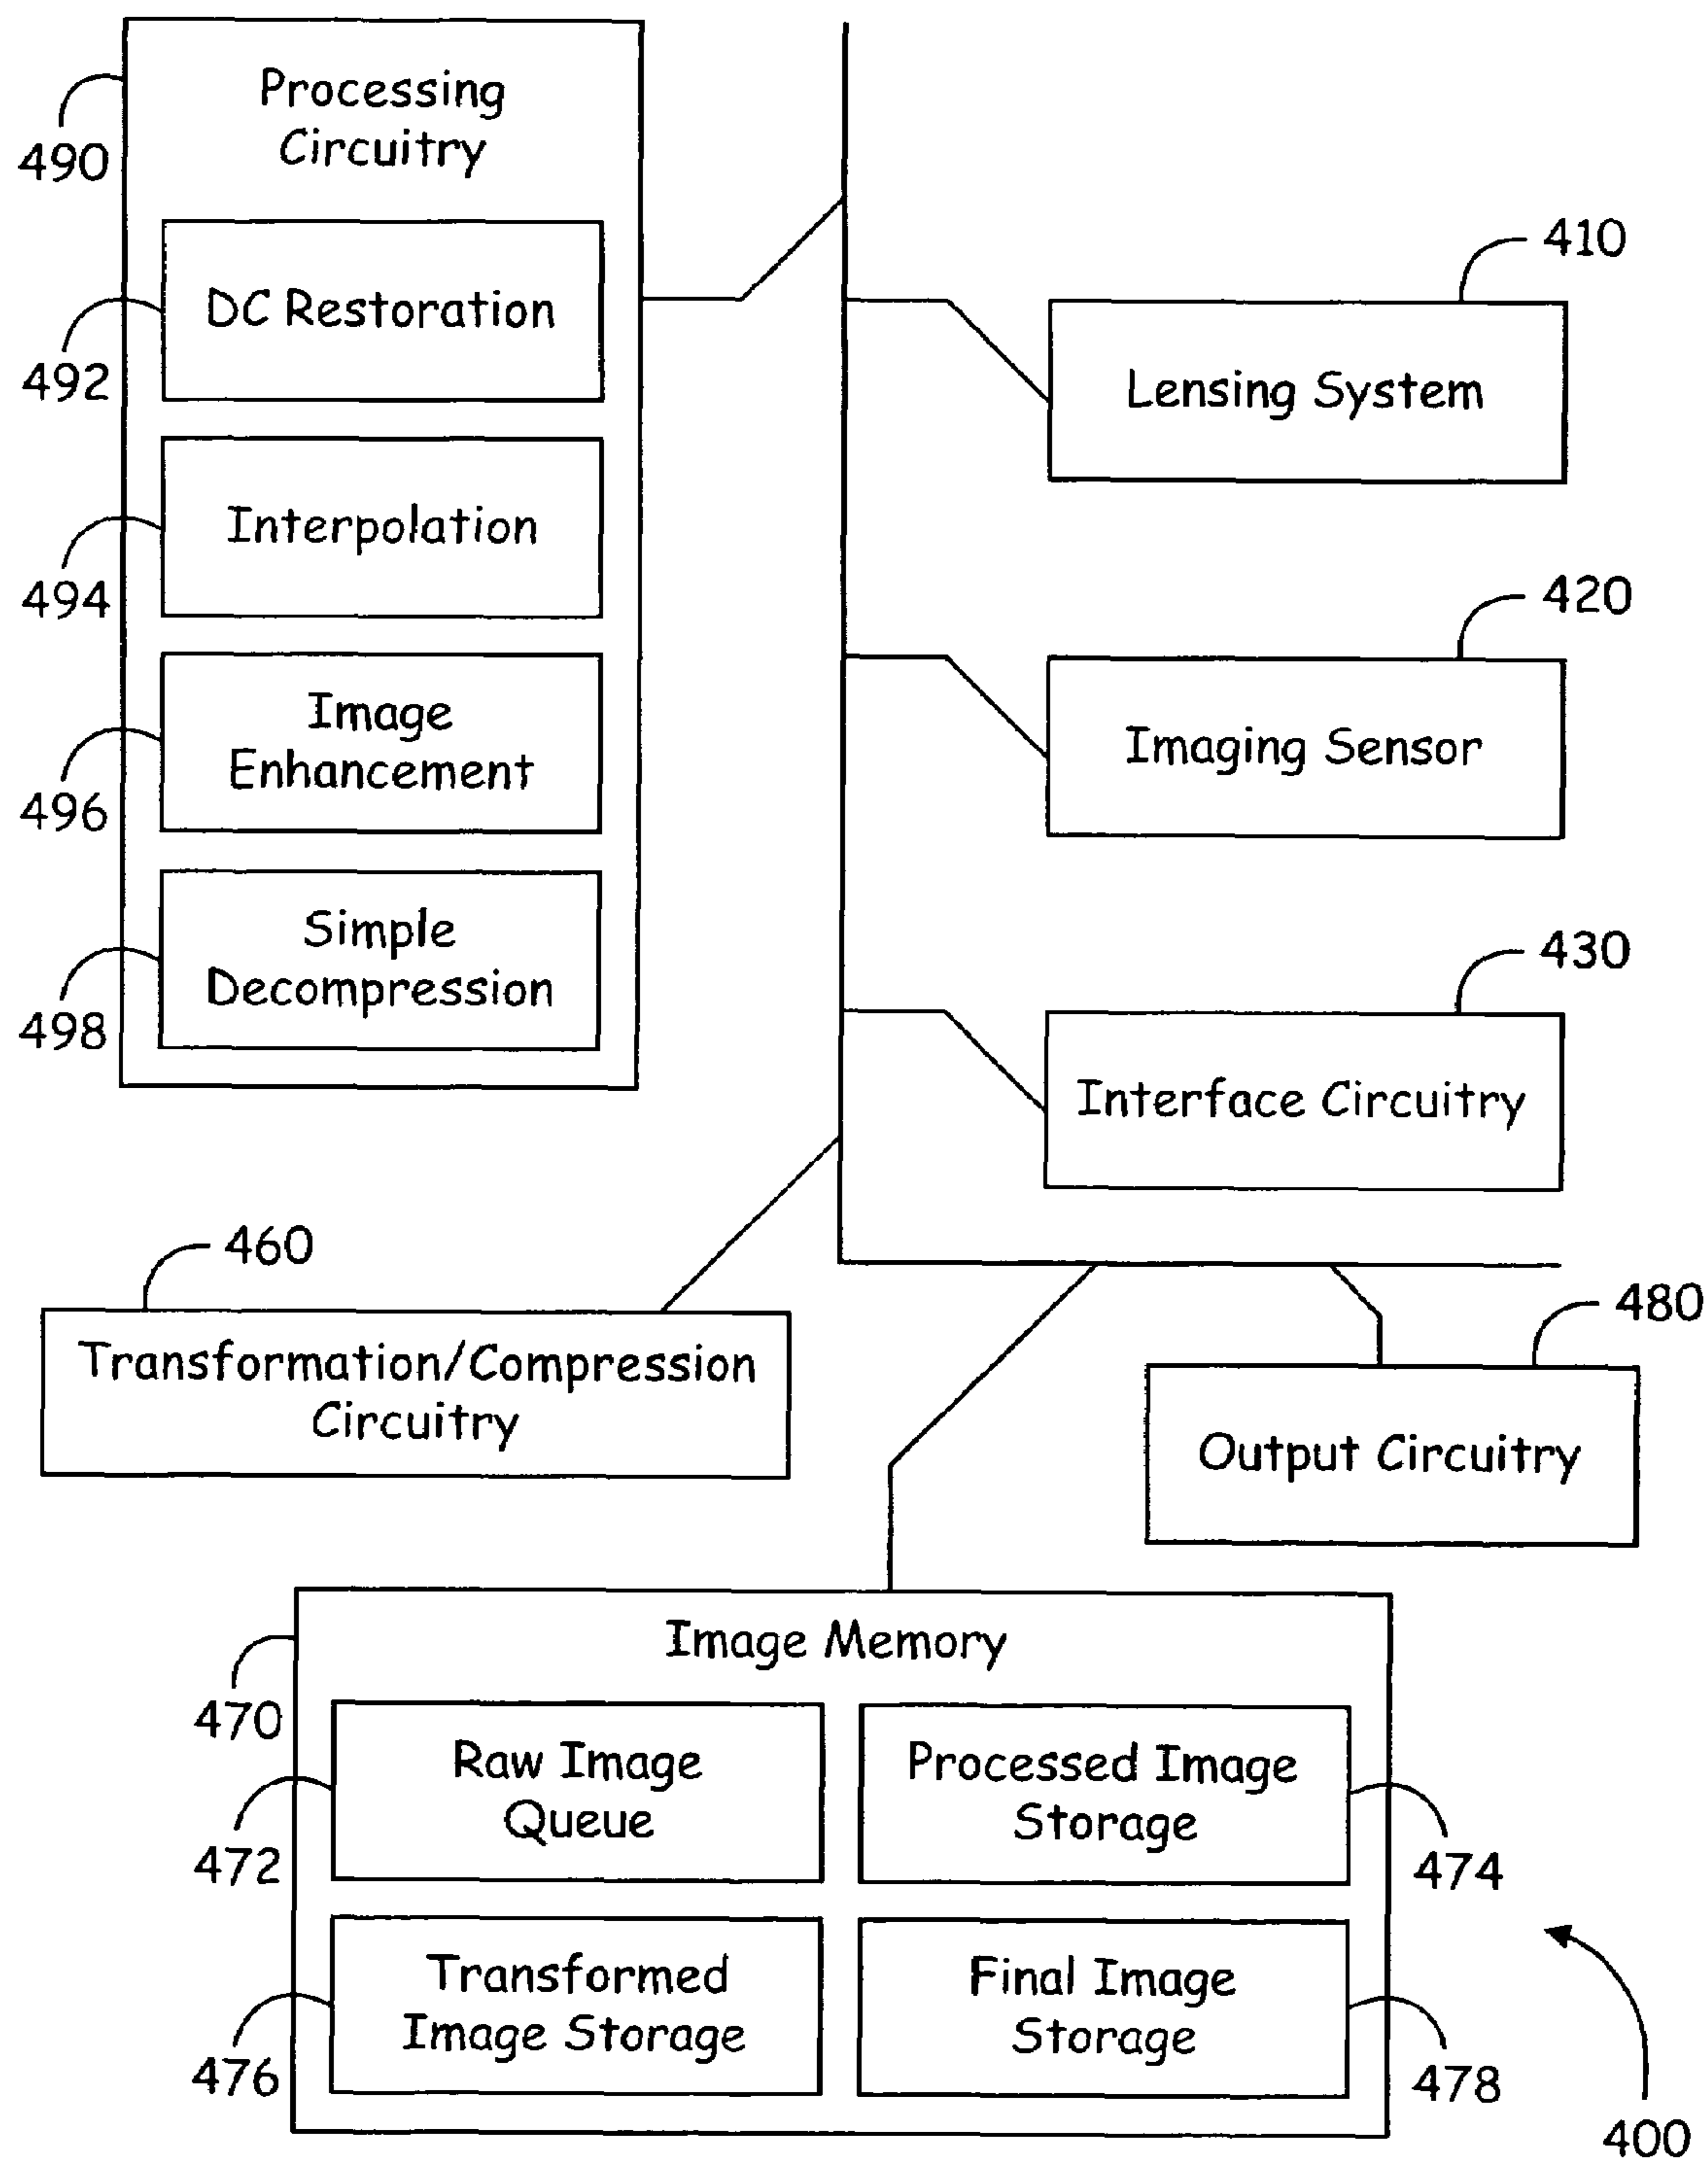 Processing
Circuitry
490
DC Restoration
492
Interpolation
494
Image
Enhancement
496
Simple
Decompression
498
410
Lensing System
420
Imaging Sensor
430
Interface Circuitry
460
Transformation/Compression
Circuitry
480
Output Circuitry
Image Memory
470
Raw Image
Queue
472
Processed Image
Storage
474
Transformed
Image Storage
476
Final Image
Storage
478
400